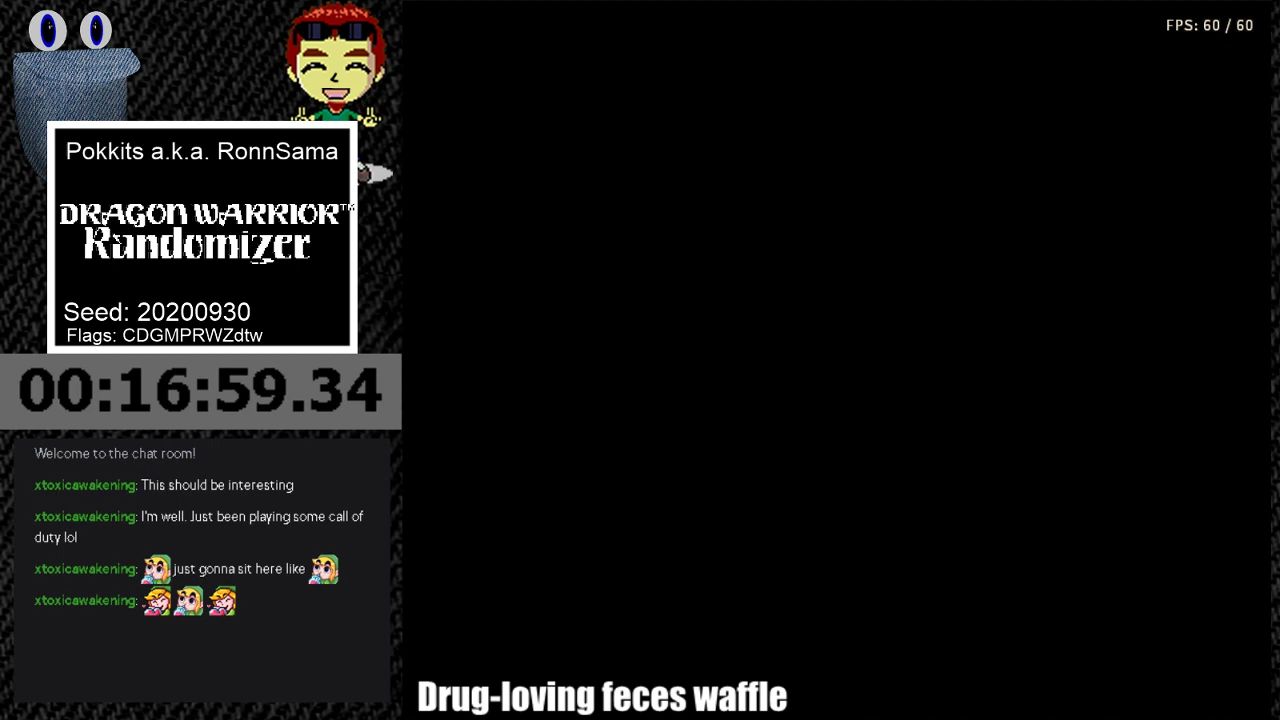 FPS: 60 / 60
Pokkits a.k.a. RonnSama
DRAGON WARRIOR™
Randomizer
Seed: 20200930
Flags: CDGMPRWZdtw
00:16:59.34
Welcome to the chat room!
xtoxicawakening: This should be interesting
xtoxicawakening: I'm well. Just been playing some call of
duty lol
xtoxicawakening: just gonna sit here like
xtoxicawakening:
Drug-loving feces waffle